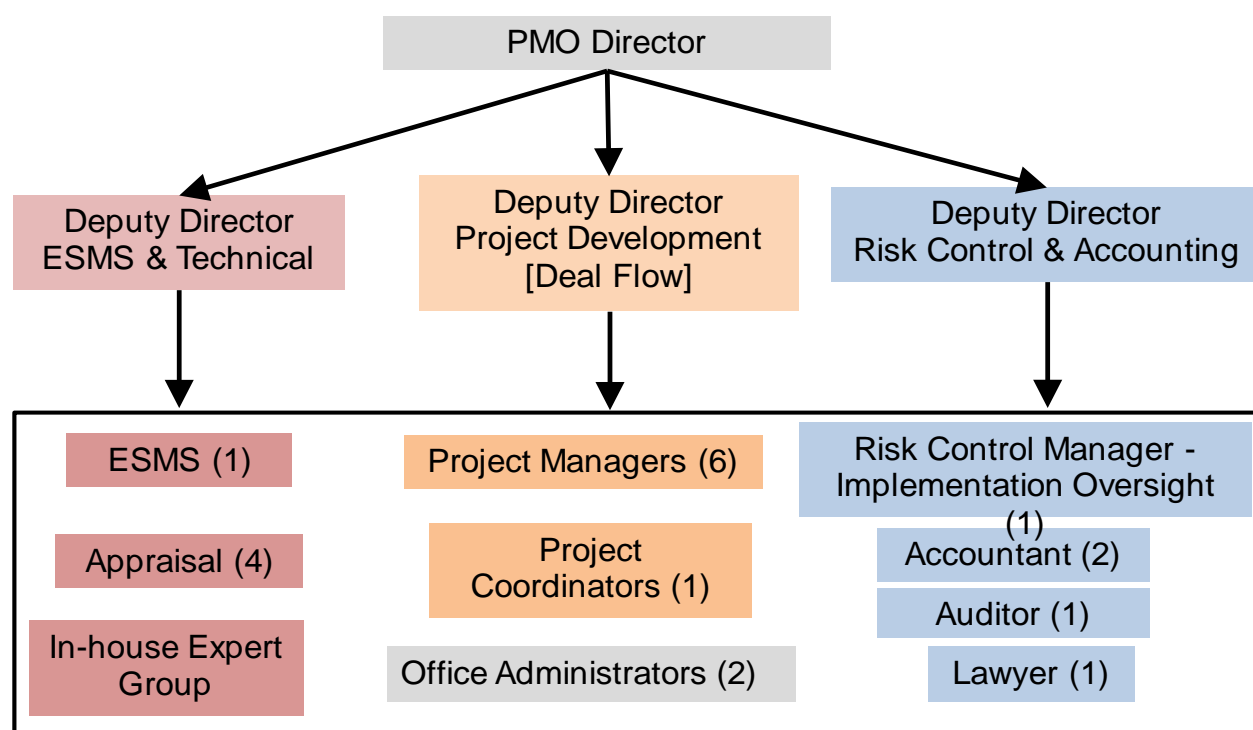 PMO Director
Deputy Director
ESMS & Technical
Deputy Director
Project Development
[Deal Flow]
Deputy Director
Risk Control & Accounting
ESMS (1)
Appraisal (4)
In-house Expert
Group
Project Managers (6)
Project
Coordinators (1)
Office Administrators (2)
Risk Control Manager -
Implementation Oversight
(1)
Accountant (2)
Auditor (1)
Lawyer (1)